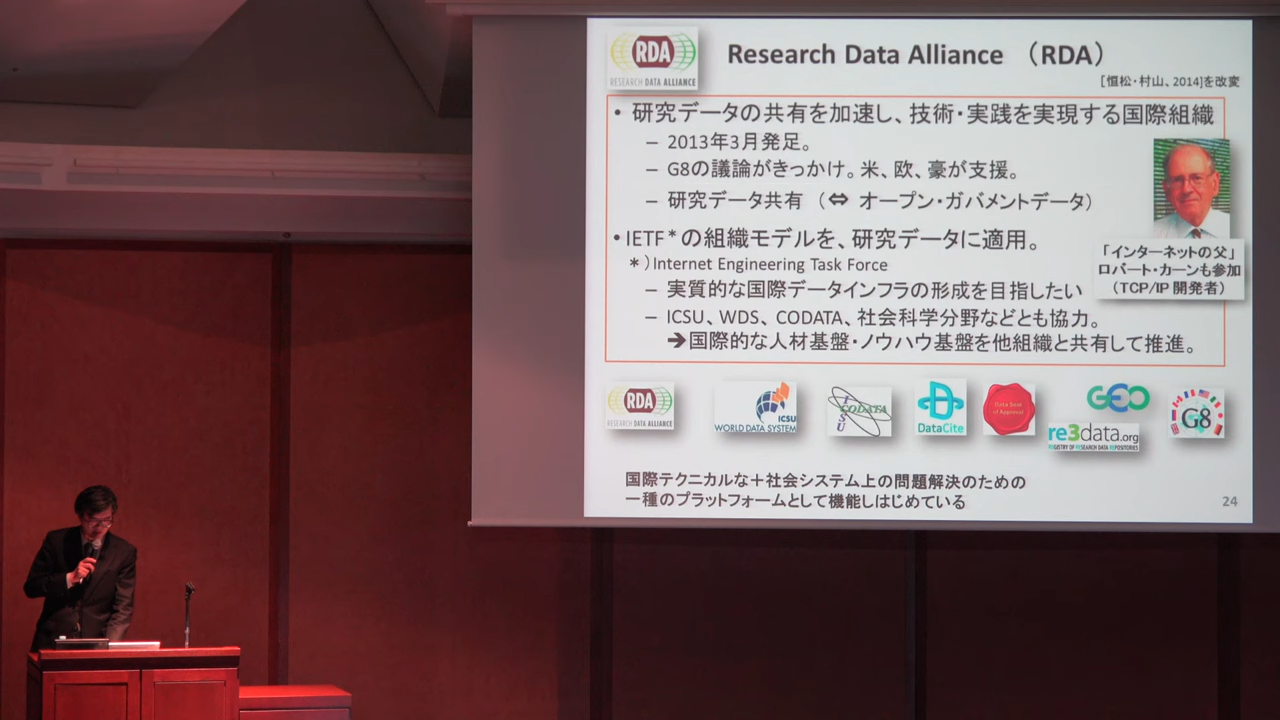 RDA
RESEARCH DATA ALLIANCE
Research Data Alliance （RDA）
[恒松・村山、2014]を改変
• 研究データの共有を加速し、技術・実践を実現する国際組織
– 2013年3月発足。
– G8の議論がきっかけ。米、欧、豪が支援。
– 研究データ共有 （⇔ オープン・ガバメントデータ）
• IETF＊の組織モデルを、研究データに適用。
＊）Internet Engineering Task Force
– 実質的な国際データインフラの形成を目指したい
– ICSU、WDS、CODATA、社会科学分野などとも協力。
➔国際的な人材基盤・ノウハウ基盤を他組織と共有して推進。
「インターネットの父」
ロバート・カーンも参加
（TCP/IP 開発者）
RDA
RESEARCH DATA ALLIANCE
ICSU
WORLD DATA SYSTEM
ICSU
CODATA
DataCite
Data Seal
of Approval
GEO
re3data.org
REGISTRY OF RESEARCH DATA REPOSITORIES
G8
国際テクニカルな＋社会システム上の問題解決のための
一種のプラットフォームとして機能しはじめている
24